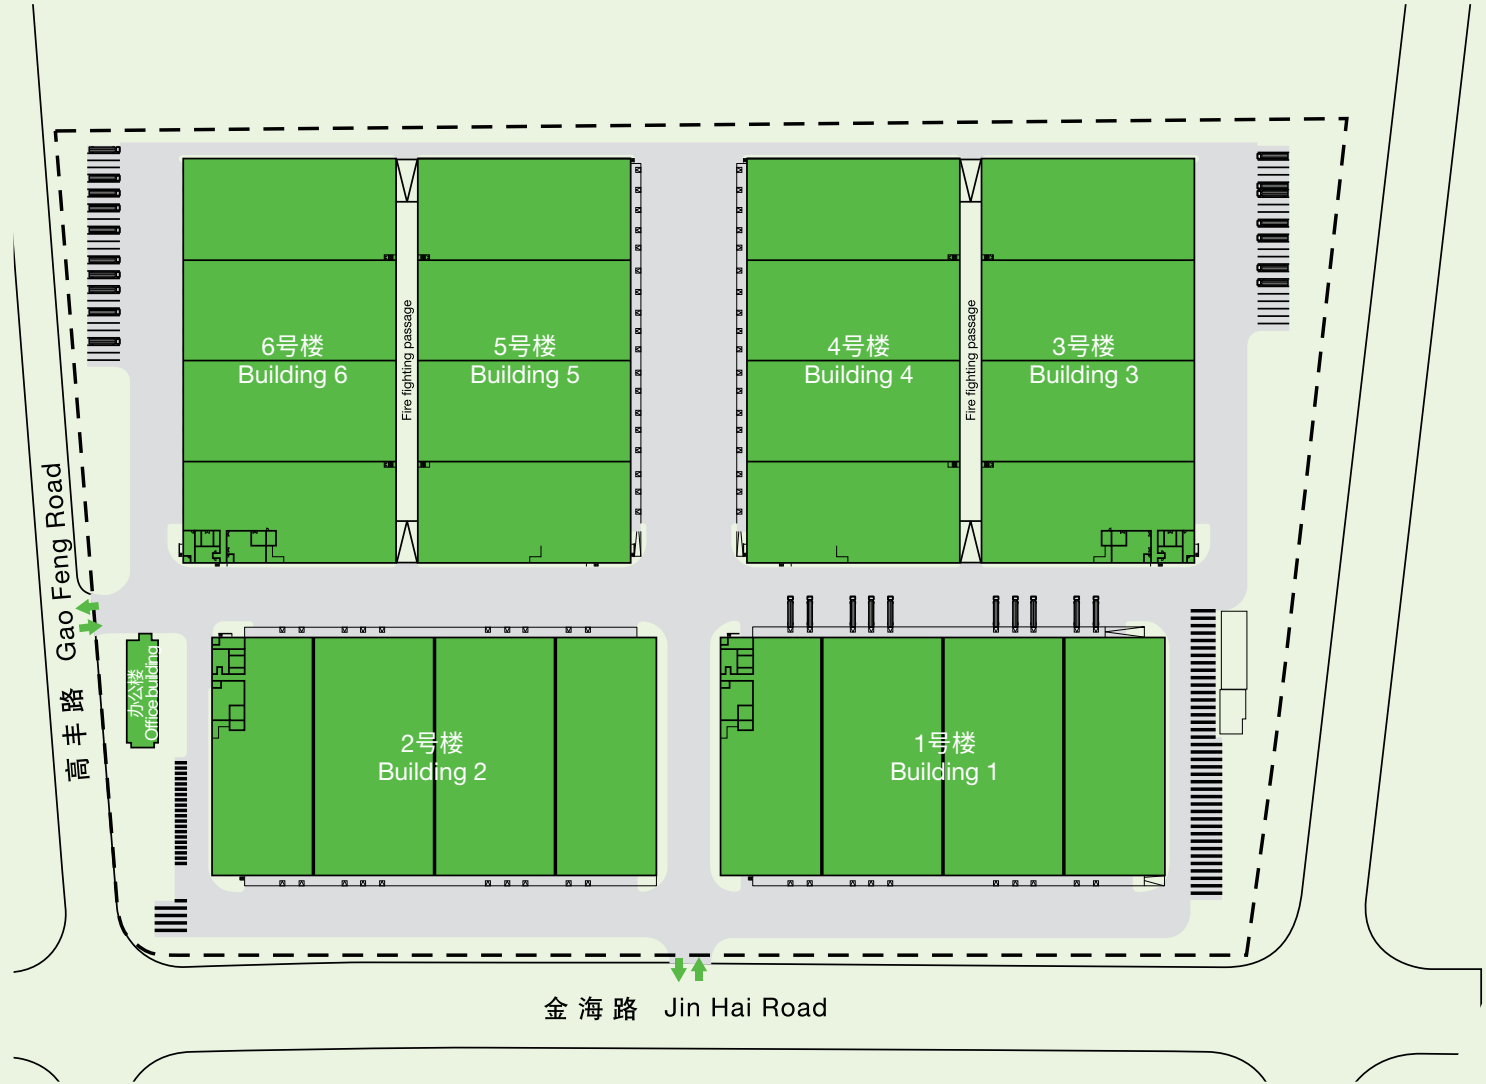 6号楼
Building 6
Fire fighting passage
5号楼
Building 5
4号楼
Building 4
Fire fighting passage
3号楼
Building 3
高丰路 Gao Feng Road
办公楼
Office building
2号楼
Building 2
1号楼
Building 1
金海路 Jin Hai Road